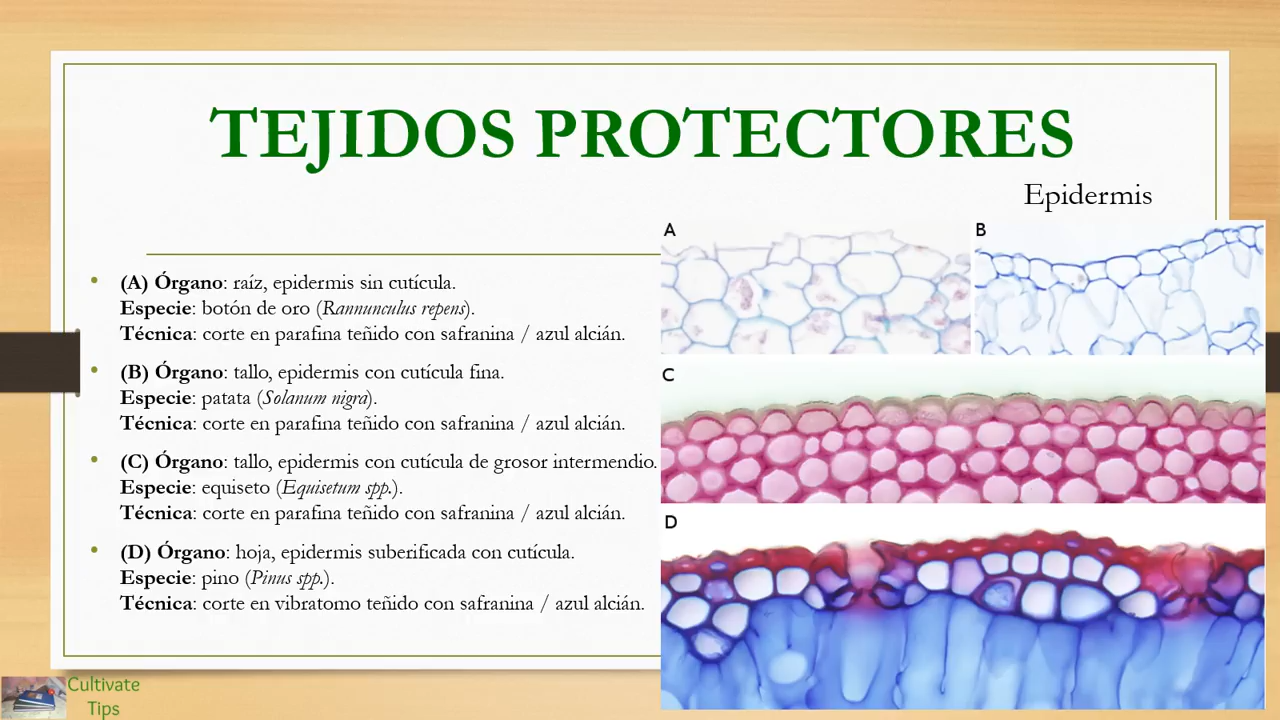 TEJIDOS PROTECTORES
Epidermis
• (A) Órgano: raíz, epidermis sin cutícula.
Especie: botón de oro (Rannunculus repens).
Técnica: corte en parafina teñido con safranina / azul alcián.
• (B) Órgano: tallo, epidermis con cutícula fina.
Especie: patata (Solanum nigra).
Técnica: corte en parafina teñido con safranina / azul alcián.
• (C) Órgano: tallo, epidermis con cutícula de grosor intermendio.
Especie: equiseto (Equisetum spp.).
Técnica: corte en parafina teñido con safranina / azul alcián.
• (D) Órgano: hoja, epidermis suberificada con cutícula.
Especie: pino (Pinus spp.).
Técnica: corte en vibratomo teñido con safranina / azul alcián.
A
B
C
D
Cultivate
Tips